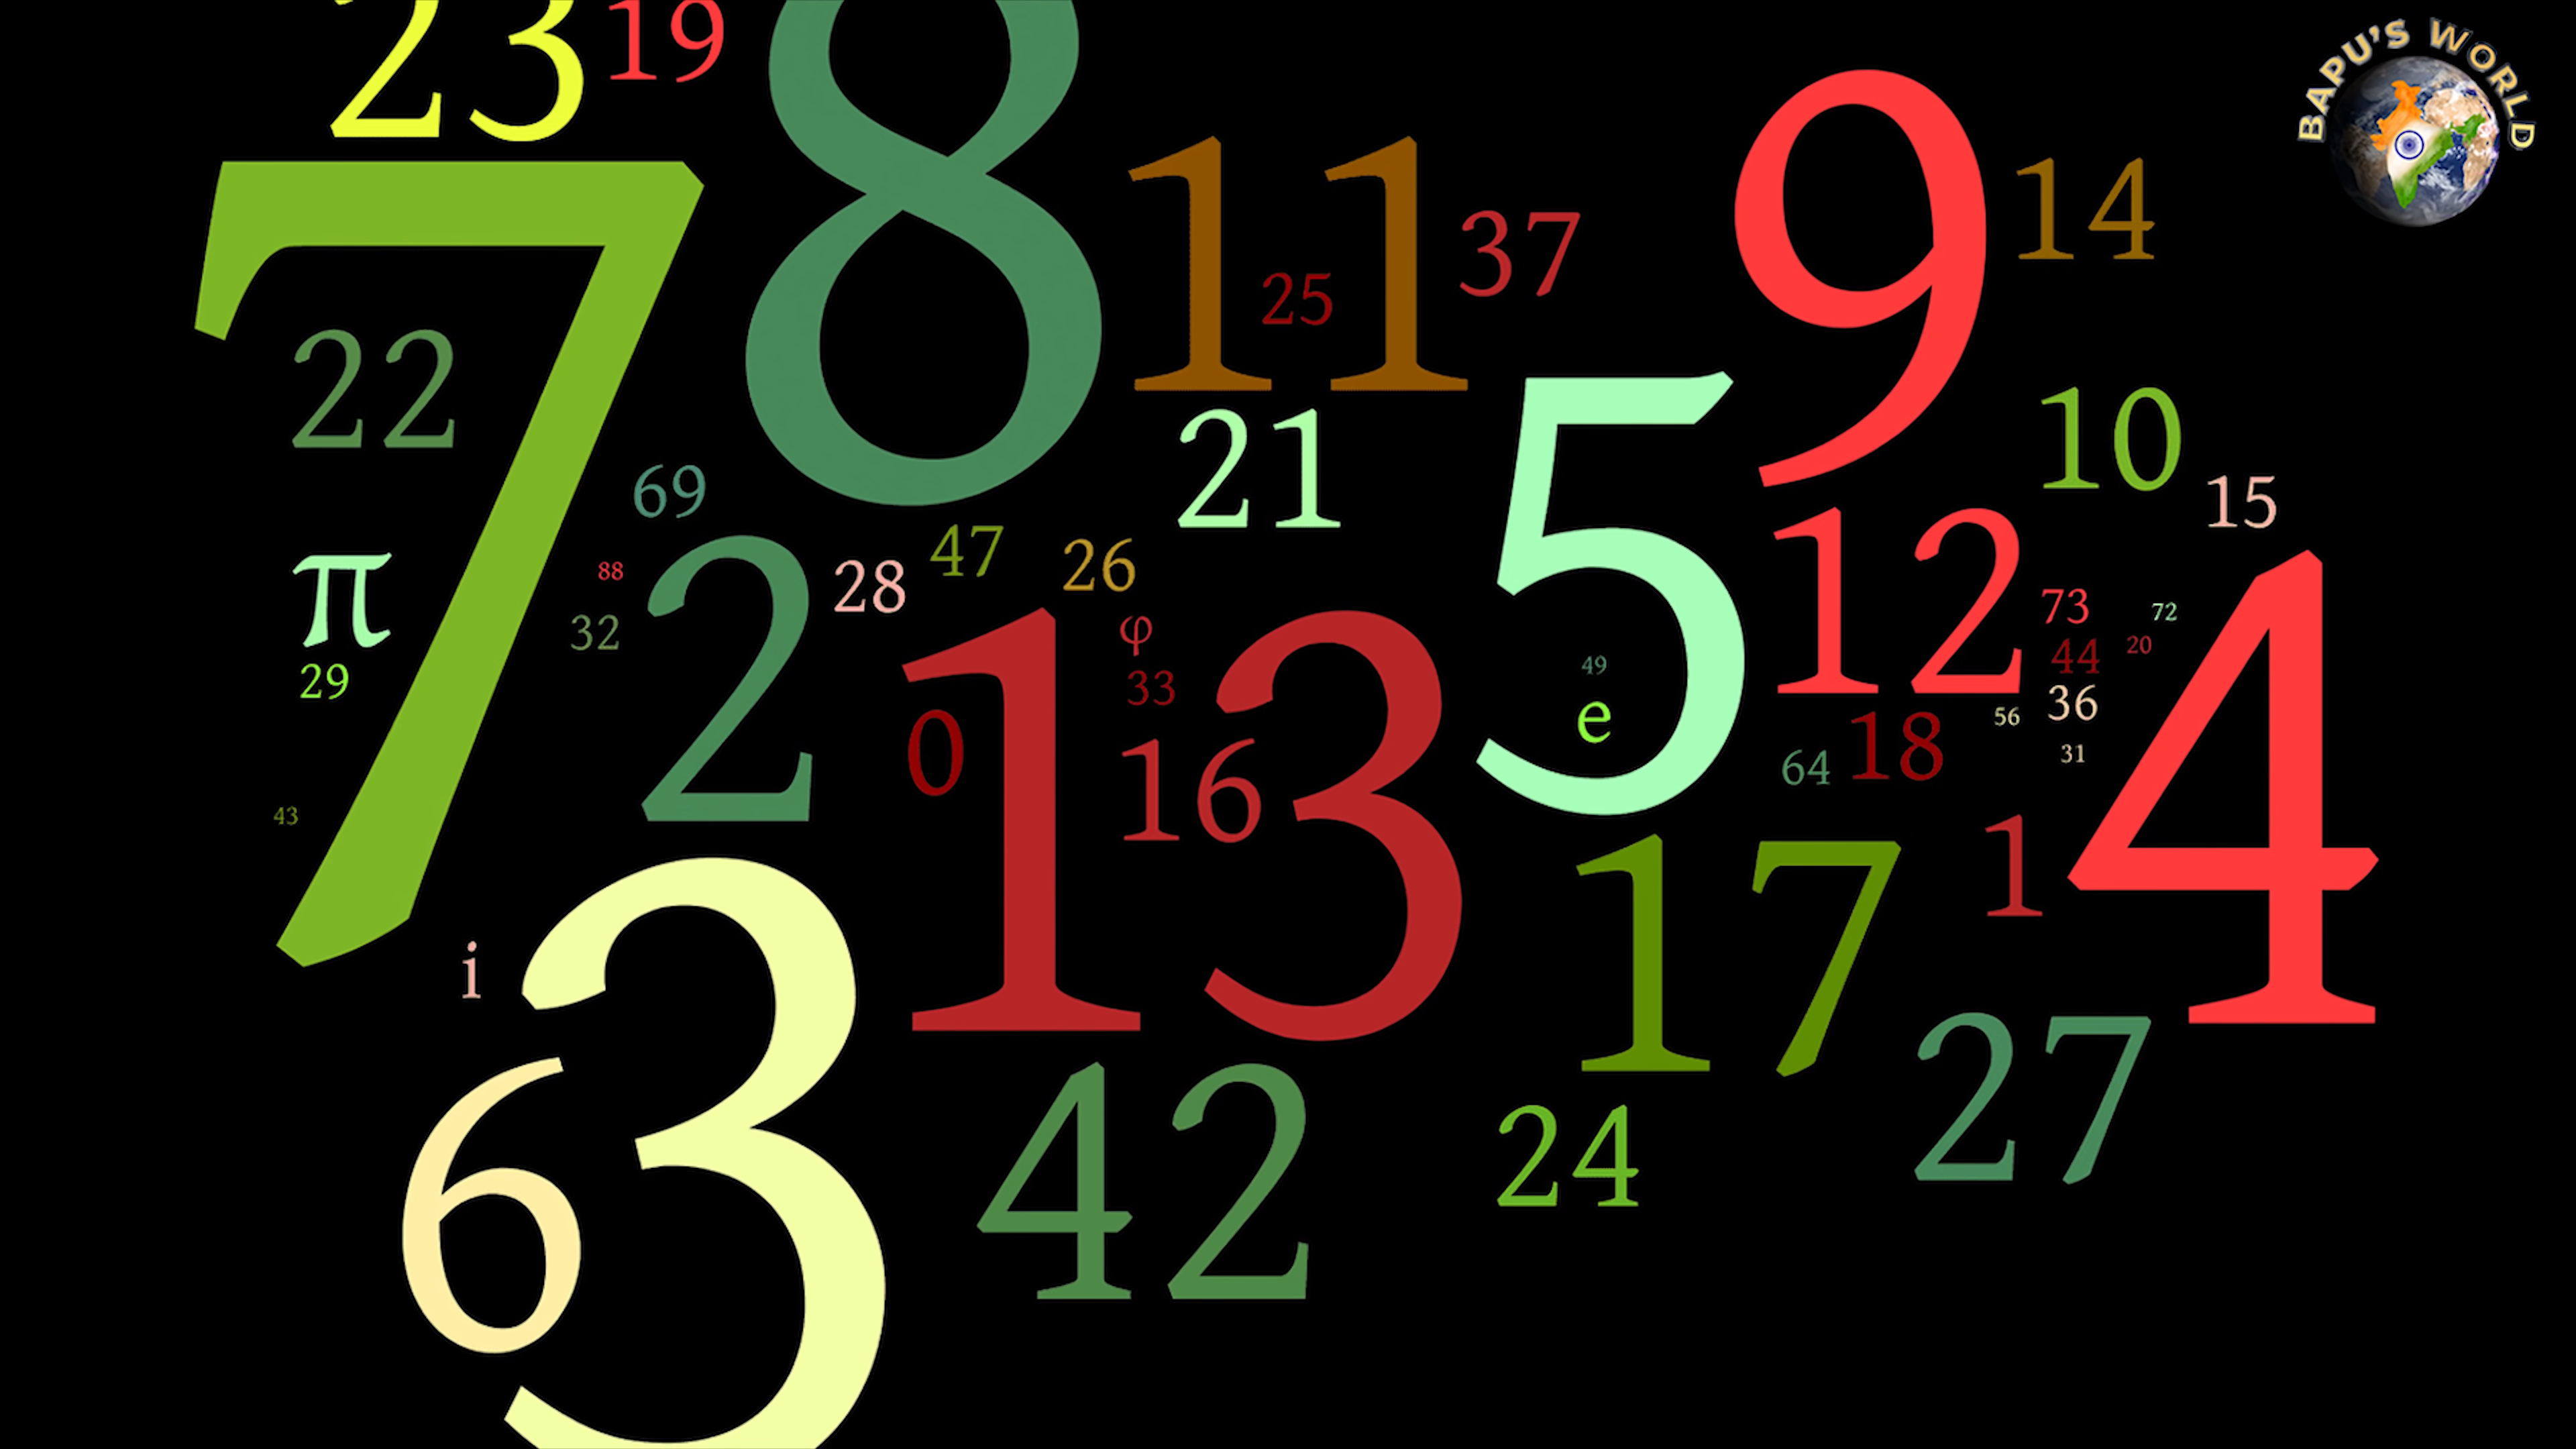 BAPU'S WORLD
23 19 8
11 37 9 14
25
7
22
21 5 10
69 15
47 26 12
π 88 2 28 4
32 φ 73 72
29 33 49 44 20
0 13 e 56 36
16 64 18 31
43 1
17
i 3
6 42 27
24